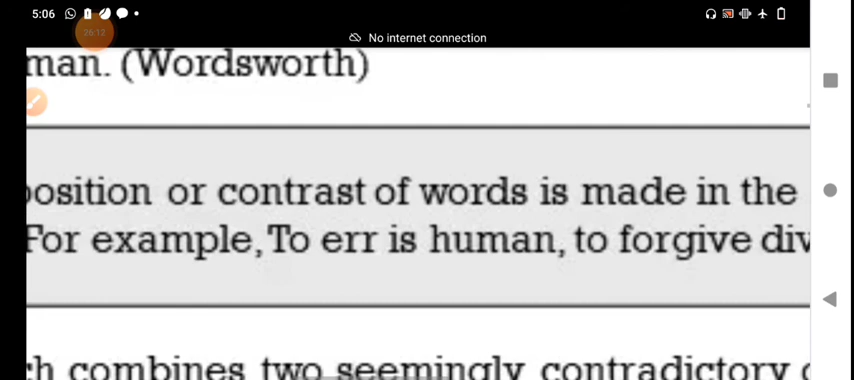 5:06
26:12
No internet connection
man. (Wordsworth)
position or contrast of words is made in the
For example, To err is human, to forgive div
ch combines two seemingly contradictory